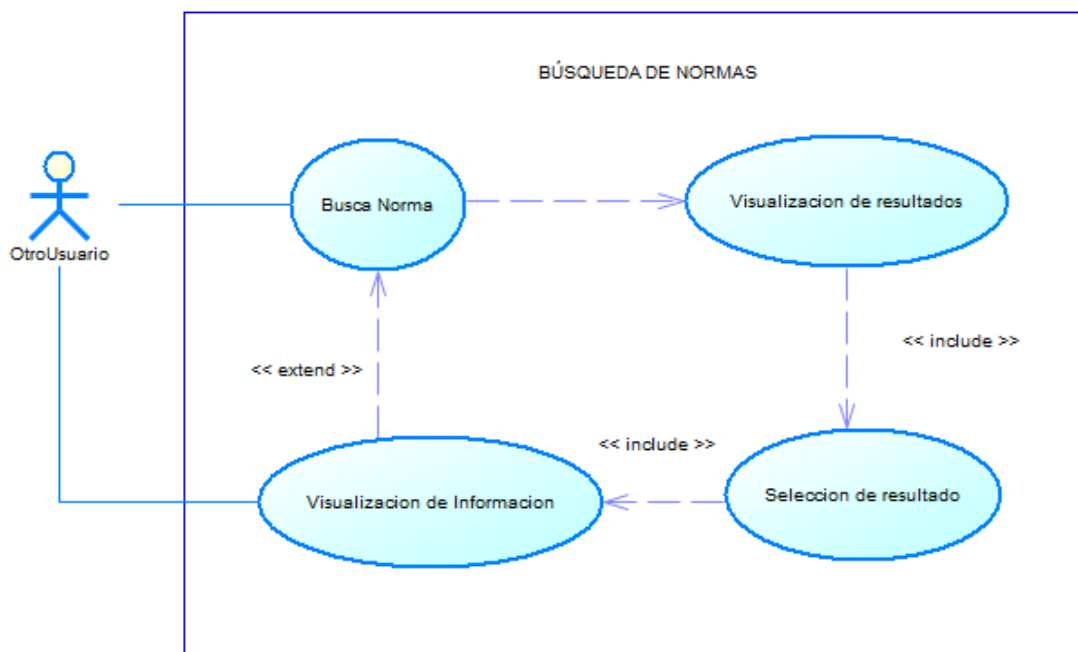 BÚSQUEDA DE NORMAS
OtroUsuario
Busca Norma
Visualizacion de resultados
<< include >>
<< extend >>
<< include >>
Visualizacion de Informacion
Seleccion de resultado